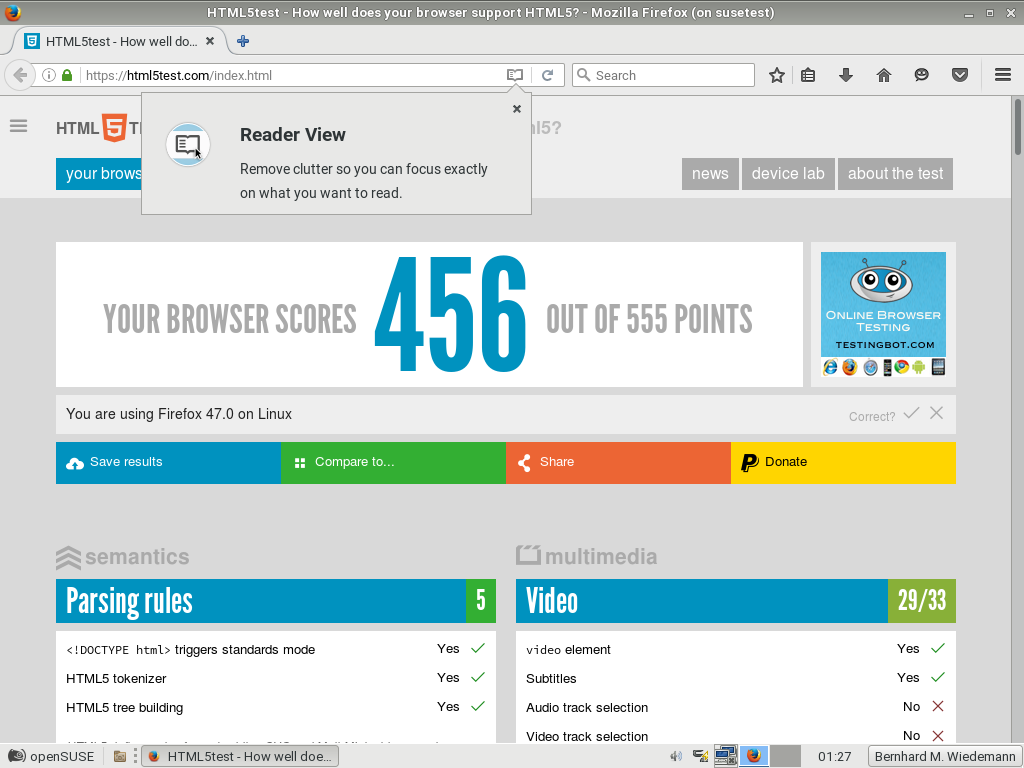 HTML5test - How well does your browser support HTML5? - Mozilla Firefox (on susetest)
HTML5test - How well do...
https://html5test.com/index.html
Search
HTML 5 T
ml5?
Reader View
Remove clutter so you can focus exactly
on what you want to read.
your brows
news
device lab
about the test
YOUR BROWSER SCORES 456 OUT OF 555 POINTS
ONLINE BROWSER
TESTING
TESTINGBOT.COM
You are using Firefox 47.0 on Linux
Correct?
Save results
Compare to...
Share
Donate
semantics
Parsing rules 5
<!DOCTYPE html> triggers standards mode Yes
HTML5 tokenizer Yes
HTML5 tree building Yes
multimedia
Video 29/33
video element Yes
Subtitles Yes
Audio track selection No
Video track selection No
openSUSE
HTML5test - How well doe...
01:27
Bernhard M. Wiedemann